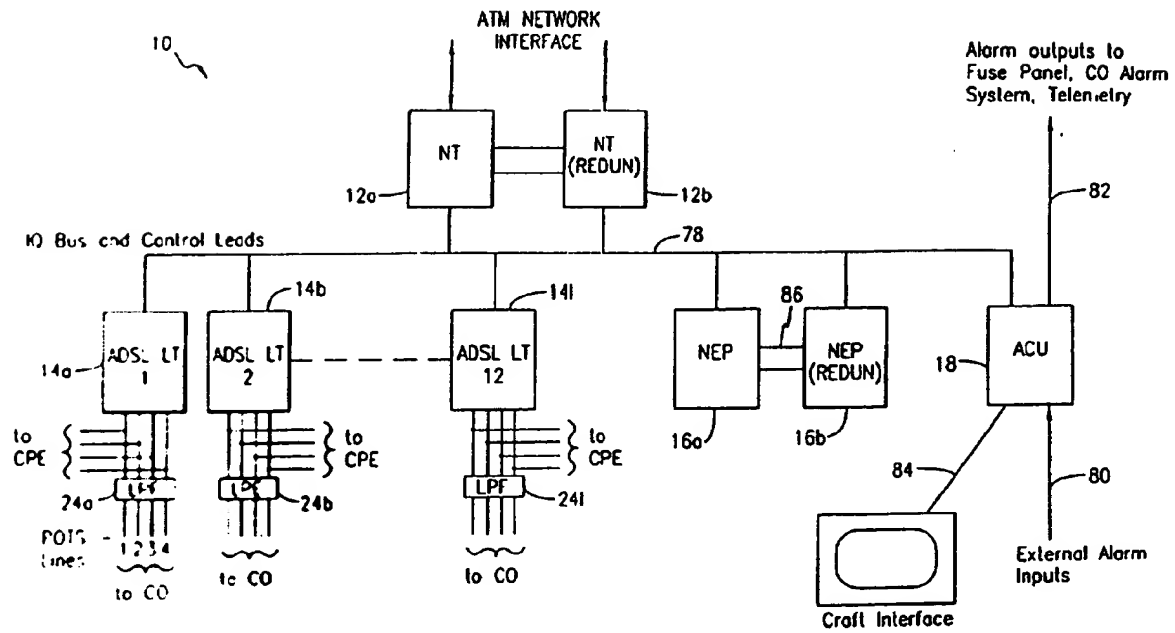 10
ATM NETWORK
INTERFACE
Alarm outputs to
Fuse Panel, CO Alarm
System, Telemetry
NT
NT
(REDUN)
12a
12b
82
IQ Bus and Control Leads
78
14b
14l
86
ADSL LT
1
ADSL LT
2
ADSL LT
12
NEP
NEP
(REDUN)
ACU
14a
18
16a
16b
to
CPE
to
CPE
to
CPE
84
80
24a
24b
LPF
24l
POTS
Lines
1 2 3 4
to CO
to CO
to CO
External Alarm
Inputs
Craft Interface